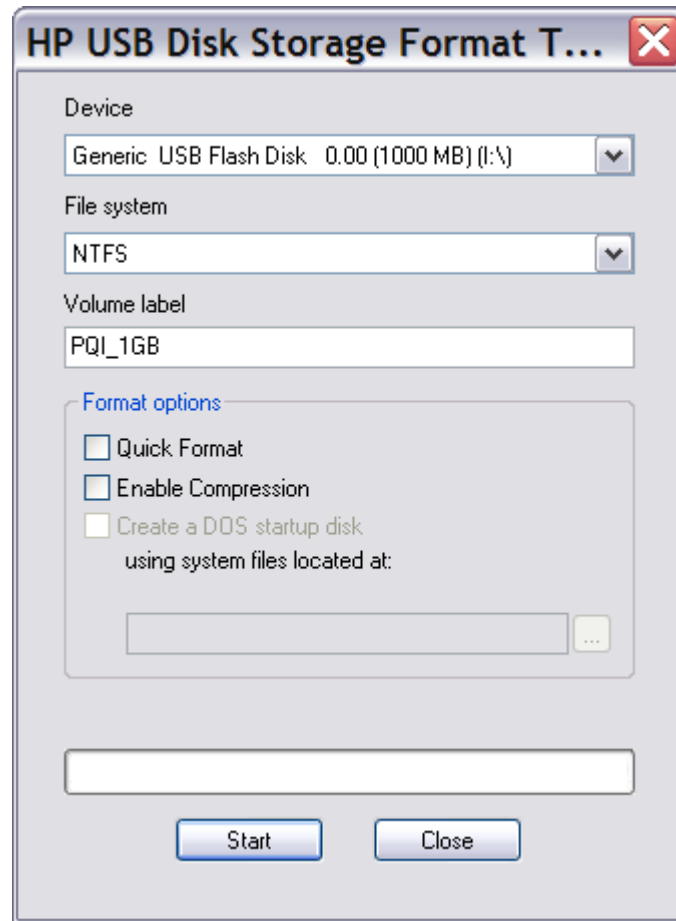 HP USB Disk Storage Format T...
Device
Generic USB Flash Disk 0.00 (1000 MB) (I:\)
File system
NTFS
Volume label
PQI_1GB
Format options
Quick Format
Enable Compression
Create a DOS startup disk
using system files located at:
...
Start Close